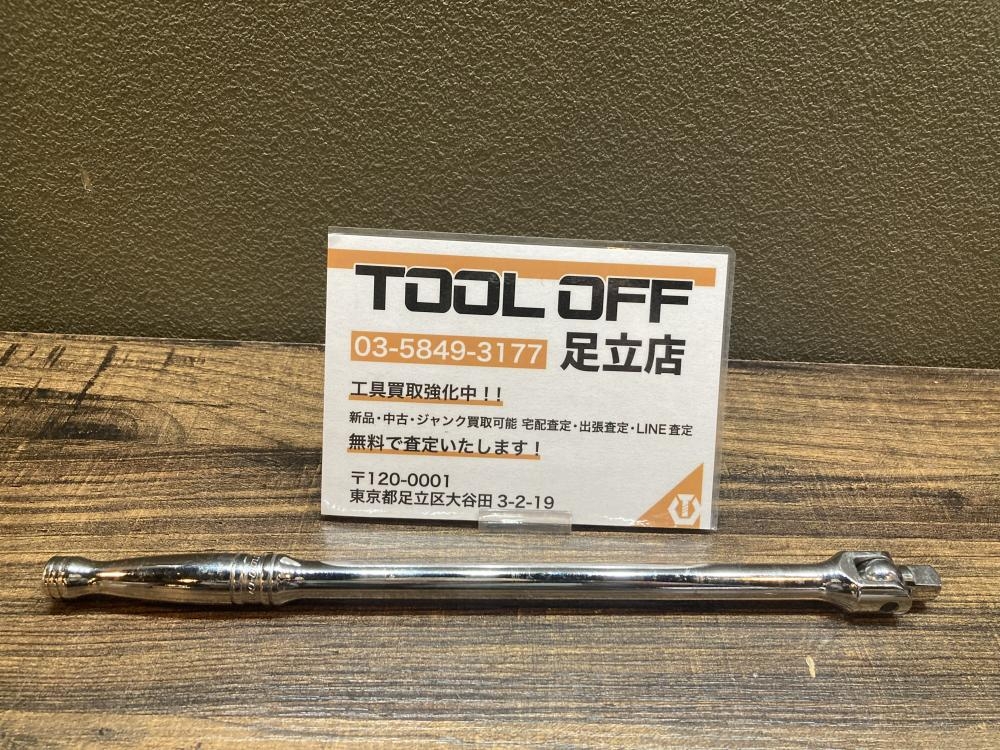 TOOL OFF
03-5849-3177 足立店
工具買取強化中！！
新品・中古・ジャンク買取可能 宅配査定・出張査定・LINE査定
無料で査定いたします！
〒120-0001
東京都足立区大谷田3-2-19